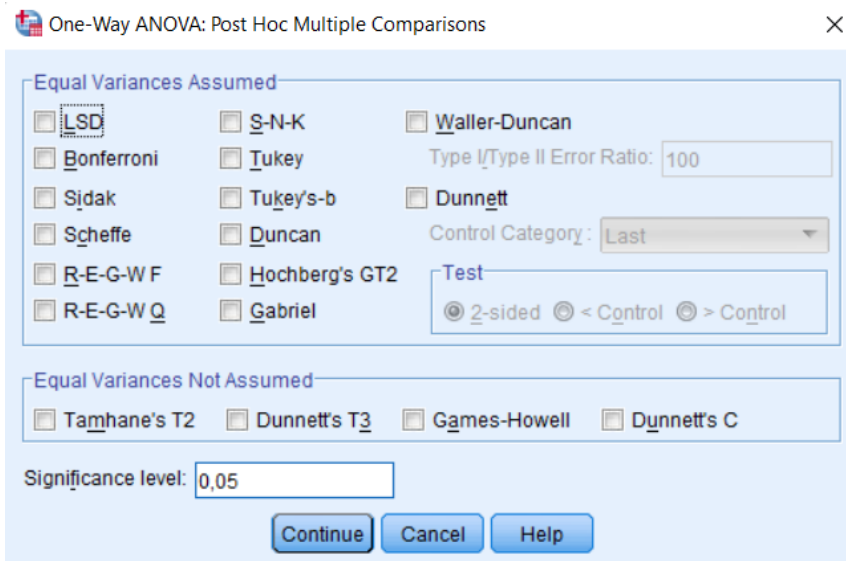 One-Way ANOVA: Post Hoc Multiple Comparisons
Equal Variances Assumed
LSD S-N-K Waller-Duncan
Bonferroni Tukey Type I/Type II Error Ratio: 100
Sidak Tukey's-b Dunnett
Scheffe Duncan Control Category : Last
R-E-G-W F Hochberg's GT2 Test
R-E-G-W Q Gabriel 2-sided < Control > Control
Equal Variances Not Assumed
Tamhane's T2 Dunnett's T3 Games-Howell Dunnett's C
Significance level: 0,05
Continue Cancel Help